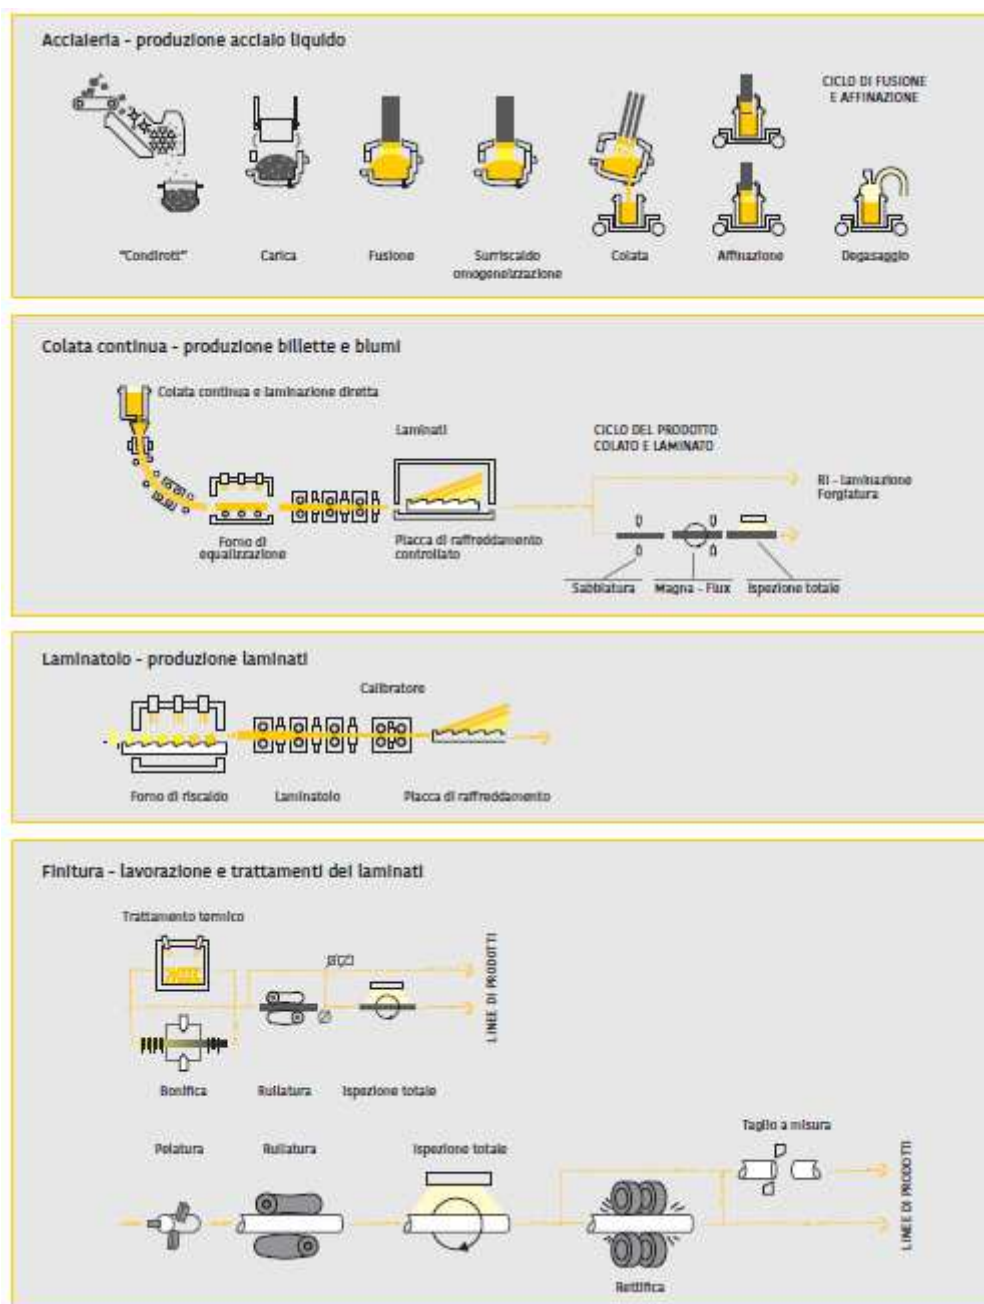 Acciaieria - produzione acciaio liquido
CICLO DI FUSIONE
E AFFINAZIONE
"Condirott"
Carica
Fusione
Surriscaldo
omogeneizzazione
Colata
Affinazione
Degasaggio
Colata continua - produzione billette e blumi
Colata continua e laminazione diretta
Laminati
CICLO DEL PRODOTTO
COLATO E LAMINATO
Ri - laminazione
Forgiatura
Forno di
equalizzazione
Placca di raffreddamento
controllato
Sabbiatura
Magna - Flux
Ispezione totale
Laminatoio - produzione laminati
Calibratore
Forno di riscaldo
Laminatoio
Placca di raffreddamento
Finitura - lavorazione e trattamenti dei laminati
Trattamento termico
LINEE DI PRODOTTI
Bonifica
Rullatura
Ispezione totale
Taglio a misura
Pelatura
Rullatura
Ispezione totale
LINEE DI PRODOTTI
Rettifica